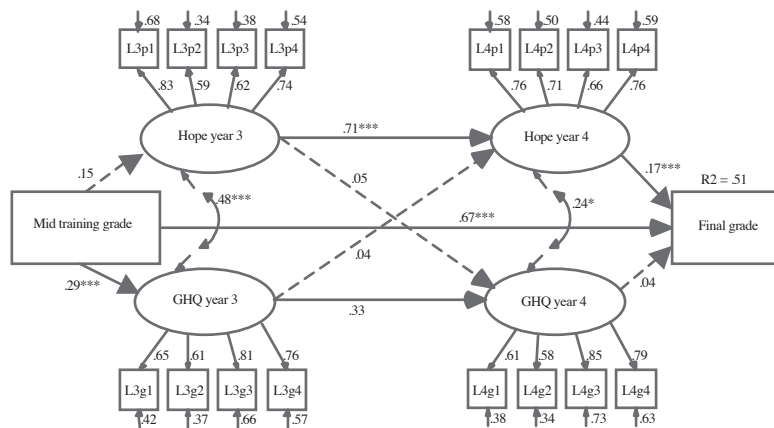 .68 .34 .38 .54 .58 .50 .44 .59
L3p1 L3p2 L3p3 L3p4 L4p1 L4p2 L4p3 L4p4
.83 .59 .62 .74 .76 .71 .66 .76
Hope year 3 .71*** Hope year 4
.15 .05 .17*** R2 = .51
.48*** .24*
Mid training grade .67*** Final grade
.04
.29*** GHQ year 3 .33 GHQ year 4 .04
.65 .61 .81 .76 .61 .58 .85 .79
L3g1 L3g2 L3g3 L3g4 L4g1 L4g2 L4g3 L4g4
.42 .37 .66 .57 .38 .34 .73 .63